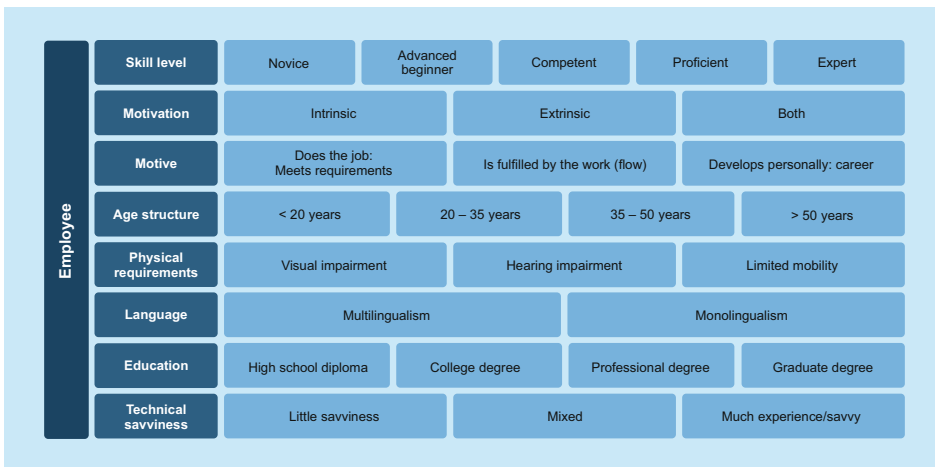 Employee
Skill level
Novice
Advanced
beginner
Competent
Proficient
Expert
Motivation
Intrinsic
Extrinsic
Both
Motive
Does the job:
Meets requirements
Is fulfilled by the work (flow)
Develops personally: career
Age structure
< 20 years
20 – 35 years
35 – 50 years
> 50 years
Physical
requirements
Visual impairment
Hearing impairment
Limited mobility
Language
Multilingualism
Monolingualism
Education
High school diploma
College degree
Professional degree
Graduate degree
Technical
savviness
Little savviness
Mixed
Much experience/savvy